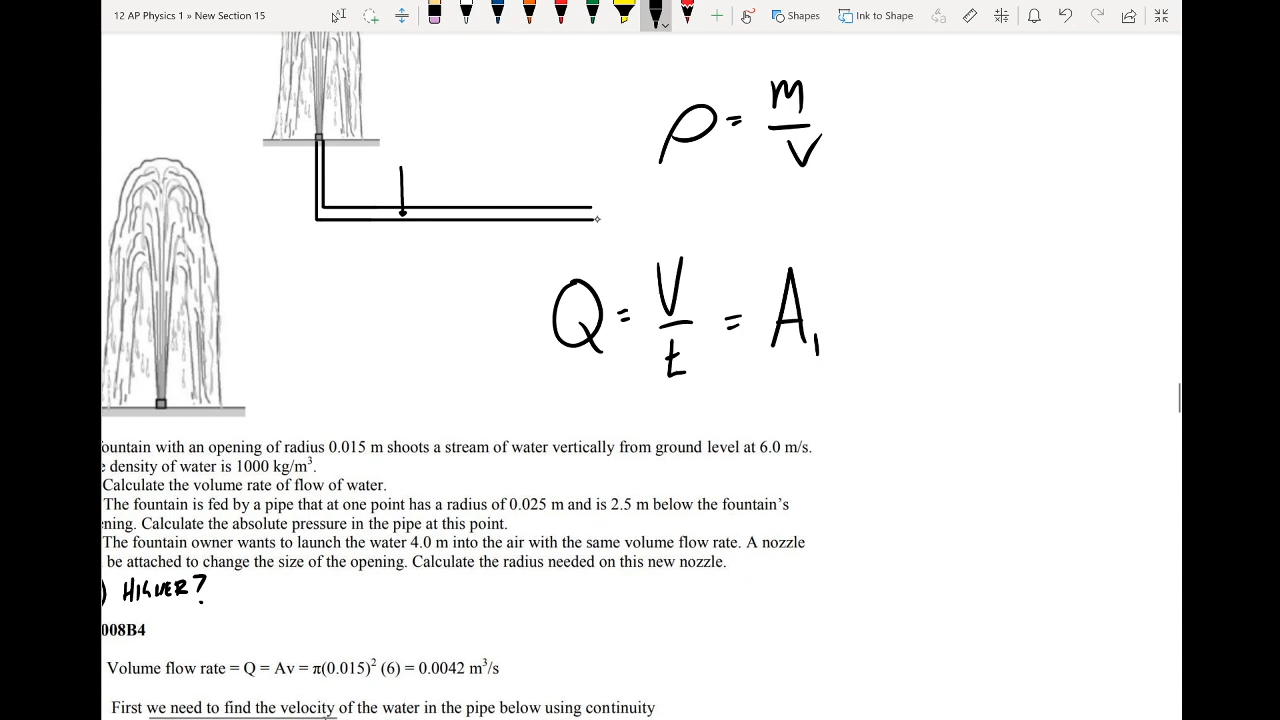 12 AP Physics 1 » New Section 15
Shapes
Ink to Shape
ρ = m/V
Q = V/t = A₁
ountain with an opening of radius 0.015 m shoots a stream of water vertically from ground level at 6.0 m/s.
e density of water is 1000 kg/m³.
Calculate the volume rate of flow of water.
The fountain is fed by a pipe that at one point has a radius of 0.025 m and is 2.5 m below the fountain’s
ning. Calculate the absolute pressure in the pipe at this point.
The fountain owner wants to launch the water 4.0 m into the air with the same volume flow rate. A nozzle
be attached to change the size of the opening. Calculate the radius needed on this new nozzle.
) HIGHER?
008B4
Volume flow rate = Q = Av = π(0.015)² (6) = 0.0042 m³/s
First we need to find the velocity of the water in the pipe below using continuity